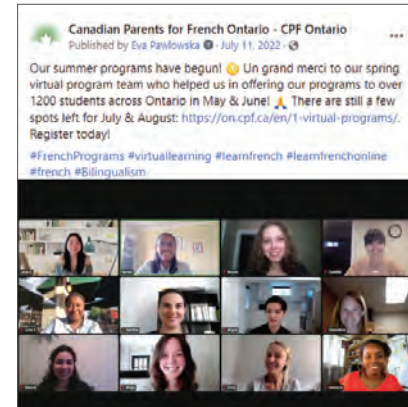 Canadian Parents for French Ontario - CPF Ontario
Published by Eva Pawlowska · July 11, 2022 ·
Our summer programs have begun! Un grand merci to our spring
virtual program team who helped us in offering our programs to over
1200 students across Ontario in May & June! There are still a few
spots left for July & August: https://on.cpf.ca/en/1-virtual-programs/.
Register today!
#FrenchPrograms #virtuallearning #learnfrench #learnfrenchonline
#french #Bilingualism